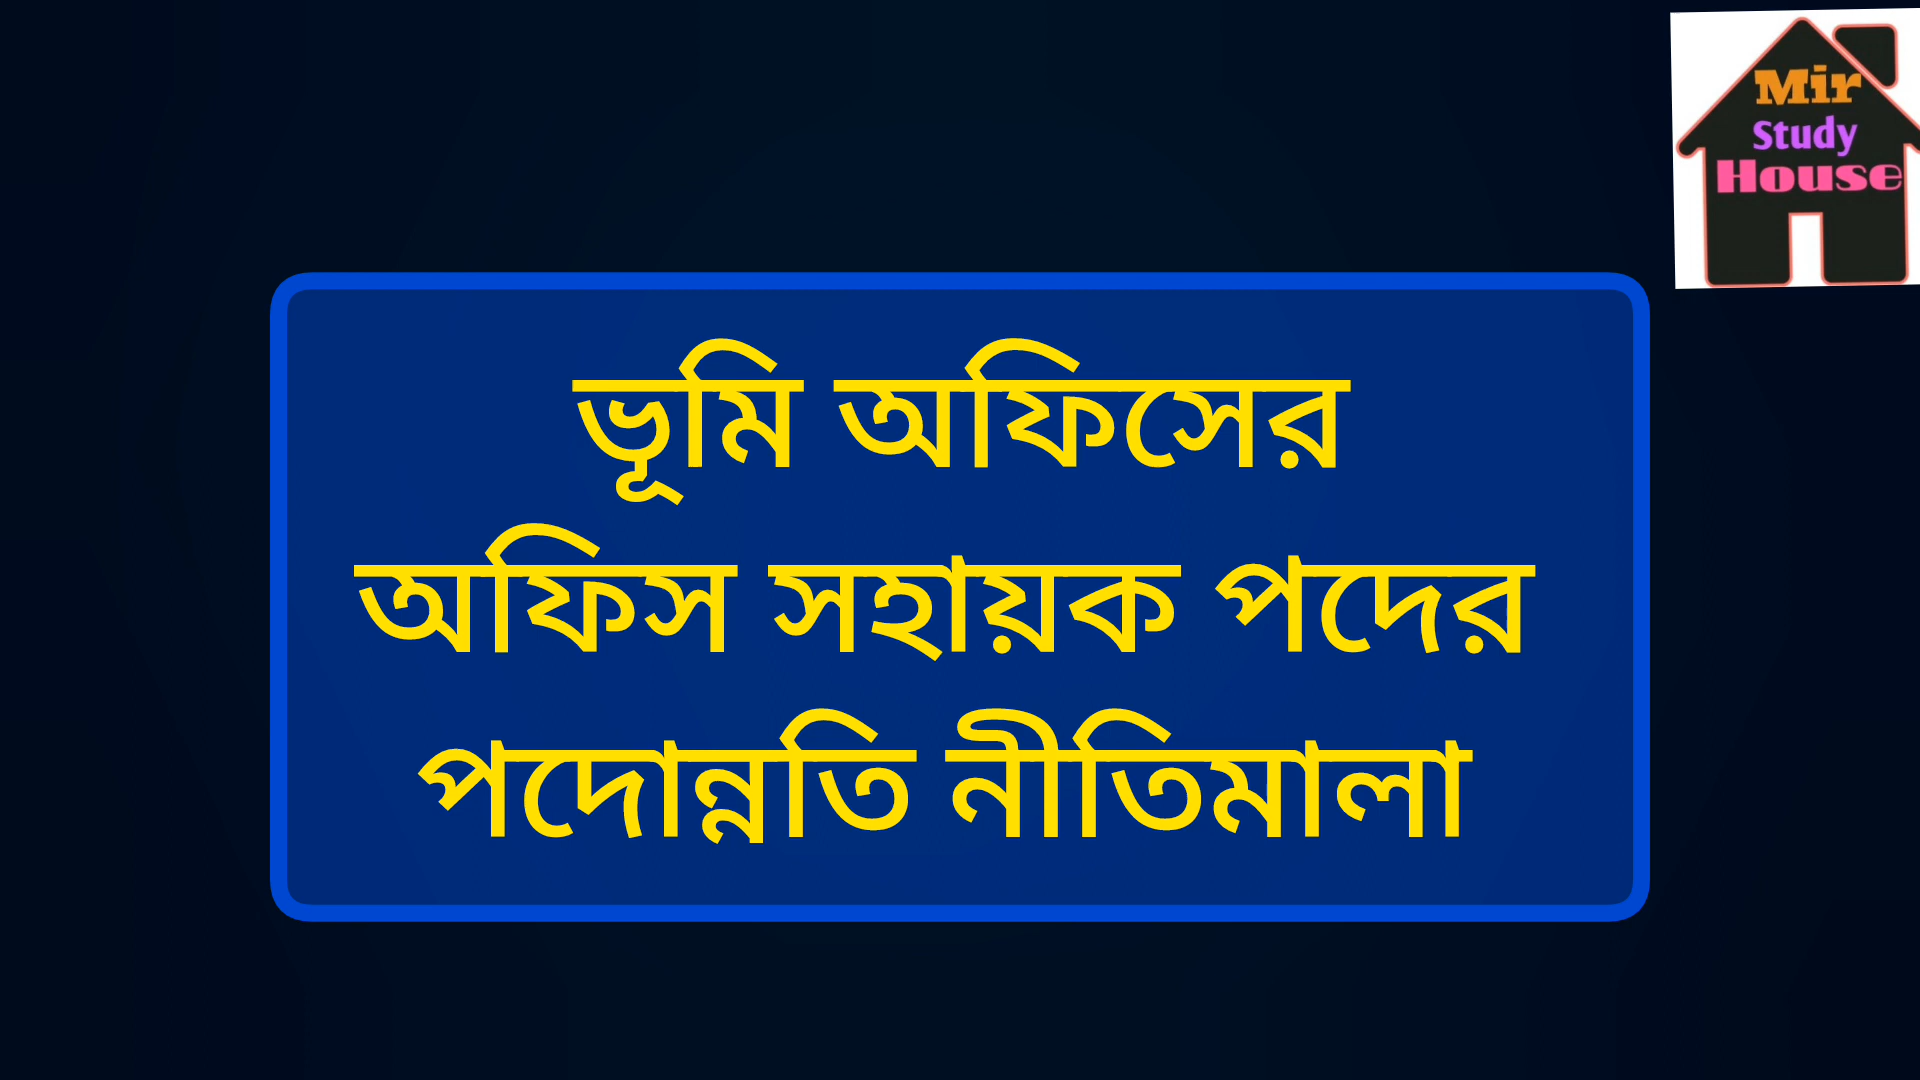 Mir
Study
House
ভূমি অফিসের
অফিস সহায়ক পদের
পদোন্নতি নীতিমালা